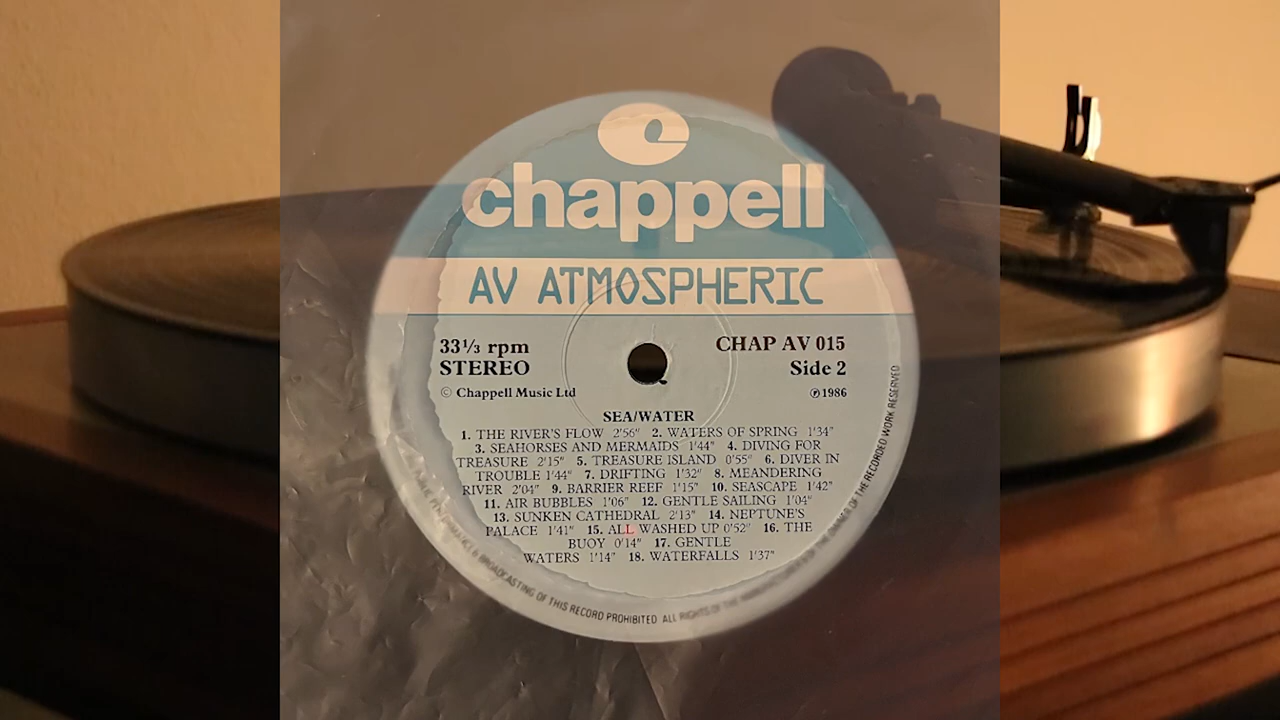 chappell
AV ATMOSPHERIC
33⅓ rpm
STEREO
© Chappell Music Ltd
CHAP AV 015
Side 2
℗ 1986
SEA/WATER
1. THE RIVER'S FLOW 2'56" 2. WATERS OF SPRING 1'34"
3. SEAHORSES AND MERMAIDS 1'44" 4. DIVING FOR
TREASURE 2'15" 5. TREASURE ISLAND 0'55" 6. DIVER IN
TROUBLE 1'44" 7. DRIFTING 1'32" 8. MEANDERING
RIVER 2'04" 9. BARRIER REEF 1'15" 10. SEASCAPE 1'42"
11. AIR BUBBLES 1'06" 12. GENTLE SAILING 1'04"
13. SUNKEN CATHEDRAL 2'13" 14. NEPTUNE'S
PALACE 1'41" 15. ALL WASHED UP 0'52" 16. THE
BUOY 0'14" 17. GENTLE
WATERS 1'14" 18. WATERFALLS 1'37"
BROADCASTING OF THIS RECORD PROHIBITED ALL RIGHTS OF THE OWNER OF THE RECORDED WORK RESERVED